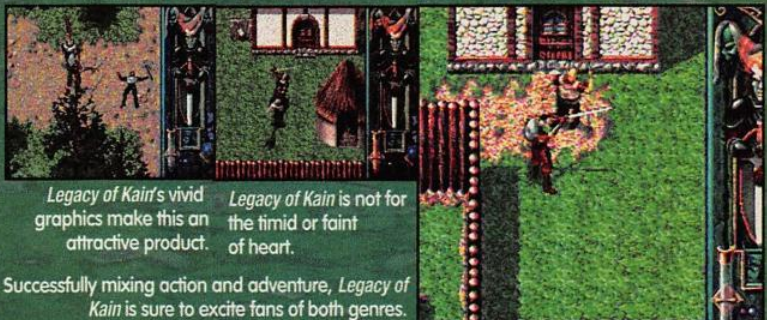 Legacy of Kain's vivid
graphics make this an
attractive product.
Legacy of Kain is not for
the timid or faint
of heart.
Successfully mixing action and adventure, Legacy of
Kain is sure to excite fans of both genres.